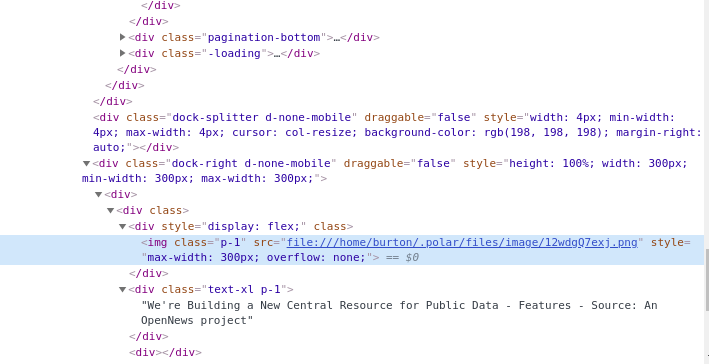 </div>
</div>
<div class="pagination-bottom">…</div>
<div class="-loading">…</div>
</div>
</div>
</div>
<div class="dock-splitter d-none-mobile" draggable="false" style="width: 4px; min-width:
4px; max-width: 4px; cursor: col-resize; background-color: rgb(198, 198, 198); margin-right:
auto;"></div>
<div class="dock-right d-none-mobile" draggable="false" style="height: 100%; width: 300px;
min-width: 300px; max-width: 300px;">
<div>
<div class>
<div style="display: flex;" class>
<img class="p-1" src="file:///home/burton/.polar/files/image/12wdgQ7exj.png" style=
"max-width: 300px; overflow: none;"> == $0
</div>
<div class="text-xl p-1">
"We're Building a New Central Resource for Public Data - Features - Source: An
OpenNews project"
</div>
<div></div>